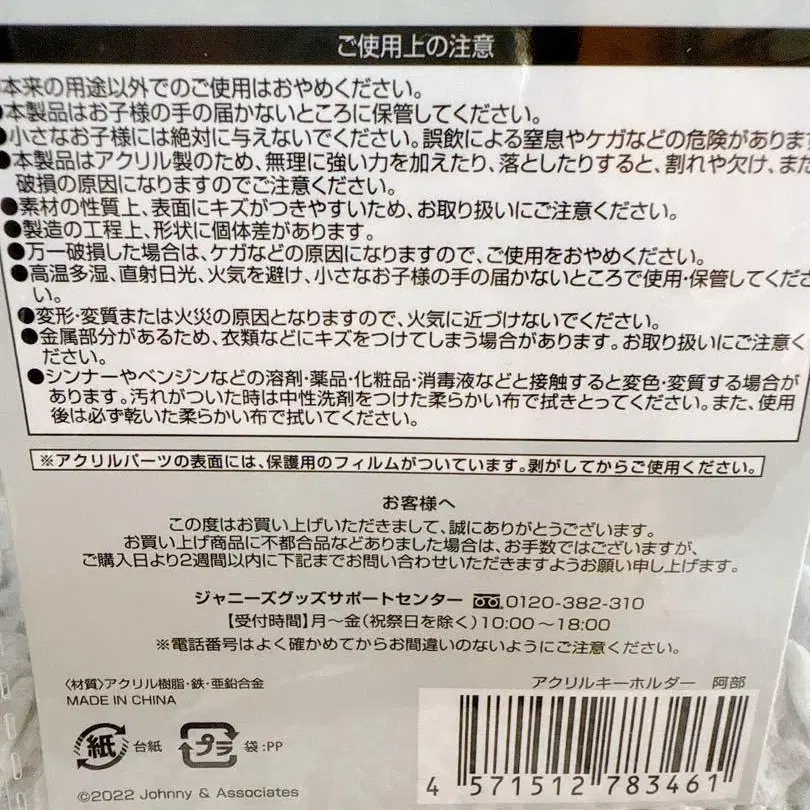 ご使用上の注意
本来の用途以外でのご使用はおやめください。
●本製品はお子様の手の届かないところに保管してください。
●小さなお子様には絶対に与えないでください。誤飲による窒息やケガなどの危険がありま
●本製品はアクリル製のため、無理に強い力を加えたり、落としたりすると、割れや欠け、また
破損の原因になりますのでご注意ください。
●素材の性質上、表面にキズがつきやすいため、お取り扱いにご注意ください。
●製造の工程上、形状に個体差があります。
●万一破損した場合は、ケガなどの原因になりますので、ご使用をおやめください。
●高温多湿、直射日光、火気を避け、小さなお子様の手の届かないところで使用・保管してくださ
い。
●変形・変質または火災の原因となりますので、火気に近づけないでください。
●金属部分があるため、衣類などにキズをつけてしまう場合があります。お取り扱いにご注意く
ださい。
●シンナーやベンジンなどの溶剤・薬品・化粧品・消毒液などと接触すると変色・変質する場合が
あります。汚れがついた時は中性洗剤をつけた柔らかい布で拭きとってください。また、使用
後は必ず乾いた柔らかい布で拭いてください。
※アクリルパーツの表面には、保護用のフィルムがついています。剥がしてからご使用ください。
お客様へ
この度はお買い上げいただきまして、誠にありがとうございます。
お買い上げ商品に不都合品などありました場合は、お手数ではございますが、
ご購入日より2週間以内に下記までお問い合わせいただきますようお願い申し上げます。
ジャニーズグッズサポートセンター 0120-382-310
【受付時間】月～金(祝祭日を除く)10:00～18:00
※電話番号はよく確かめてからお間違いのないようにご注意ください。
〈材質〉アクリル樹脂・鉄・亜鉛合金
MADE IN CHINA
アクリルキーホルダー 阿部
紙 台紙 プラ 袋:PP
4 571512 783461
©2022 Johnny & Associates